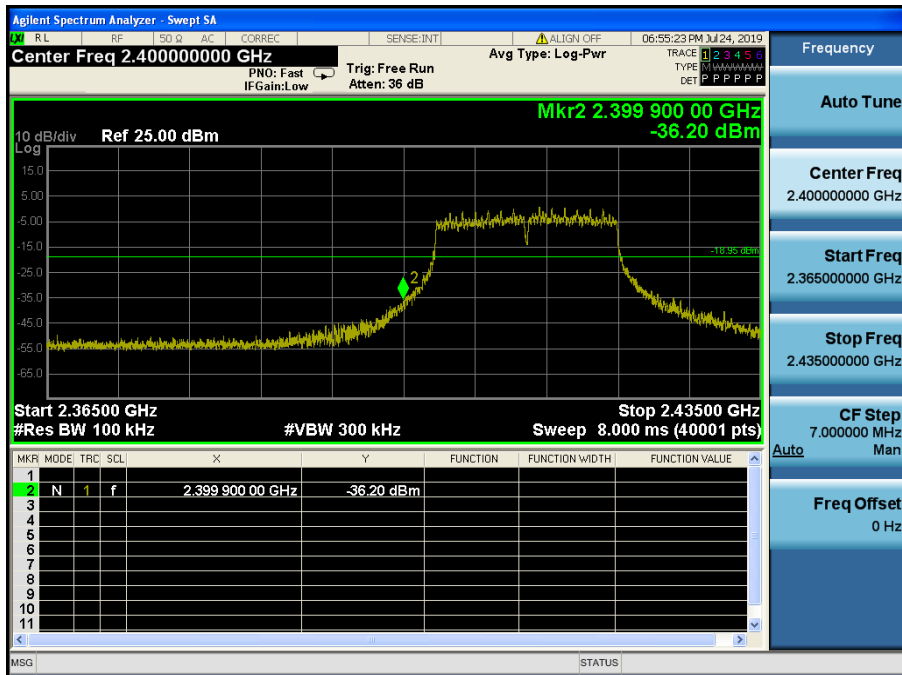 Agilent Spectrum Analyzer - Swept SA
LXI RL RF 50 Ω AC CORREC SENSE:INT ALIGN OFF 06:55:23 PM Jul 24, 2019
Center Freq 2.400000000 GHz
PNO: Fast
IFGain:Low
Trig: Free Run
Atten: 36 dB
Avg Type: Log-Pwr
TRACE 1 2 3 4 5 6
TYPE M WWWWW
DET P P P P P P
Mkr2 2.399 900 00 GHz
-36.20 dBm
10 dB/div Ref 25.00 dBm
Log
15.0
5.00
-5.00
-15.0
-18.95 dBm
-25.0
2
-35.0
-45.0
-55.0
-65.0
Start 2.36500 GHz Stop 2.43500 GHz
#Res BW 100 kHz #VBW 300 kHz Sweep 8.000 ms (40001 pts)
MKR MODE TRC SCL X Y FUNCTION FUNCTION WIDTH FUNCTION VALUE
1
2 N 1 f 2.399 900 00 GHz -36.20 dBm
3
4
5
6
7
8
9
10
11
MSG STATUS
Frequency
Auto Tune
Center Freq
2.400000000 GHz
Start Freq
2.365000000 GHz
Stop Freq
2.435000000 GHz
CF Step
7.000000 MHz
Auto Man
Freq Offset
0 Hz